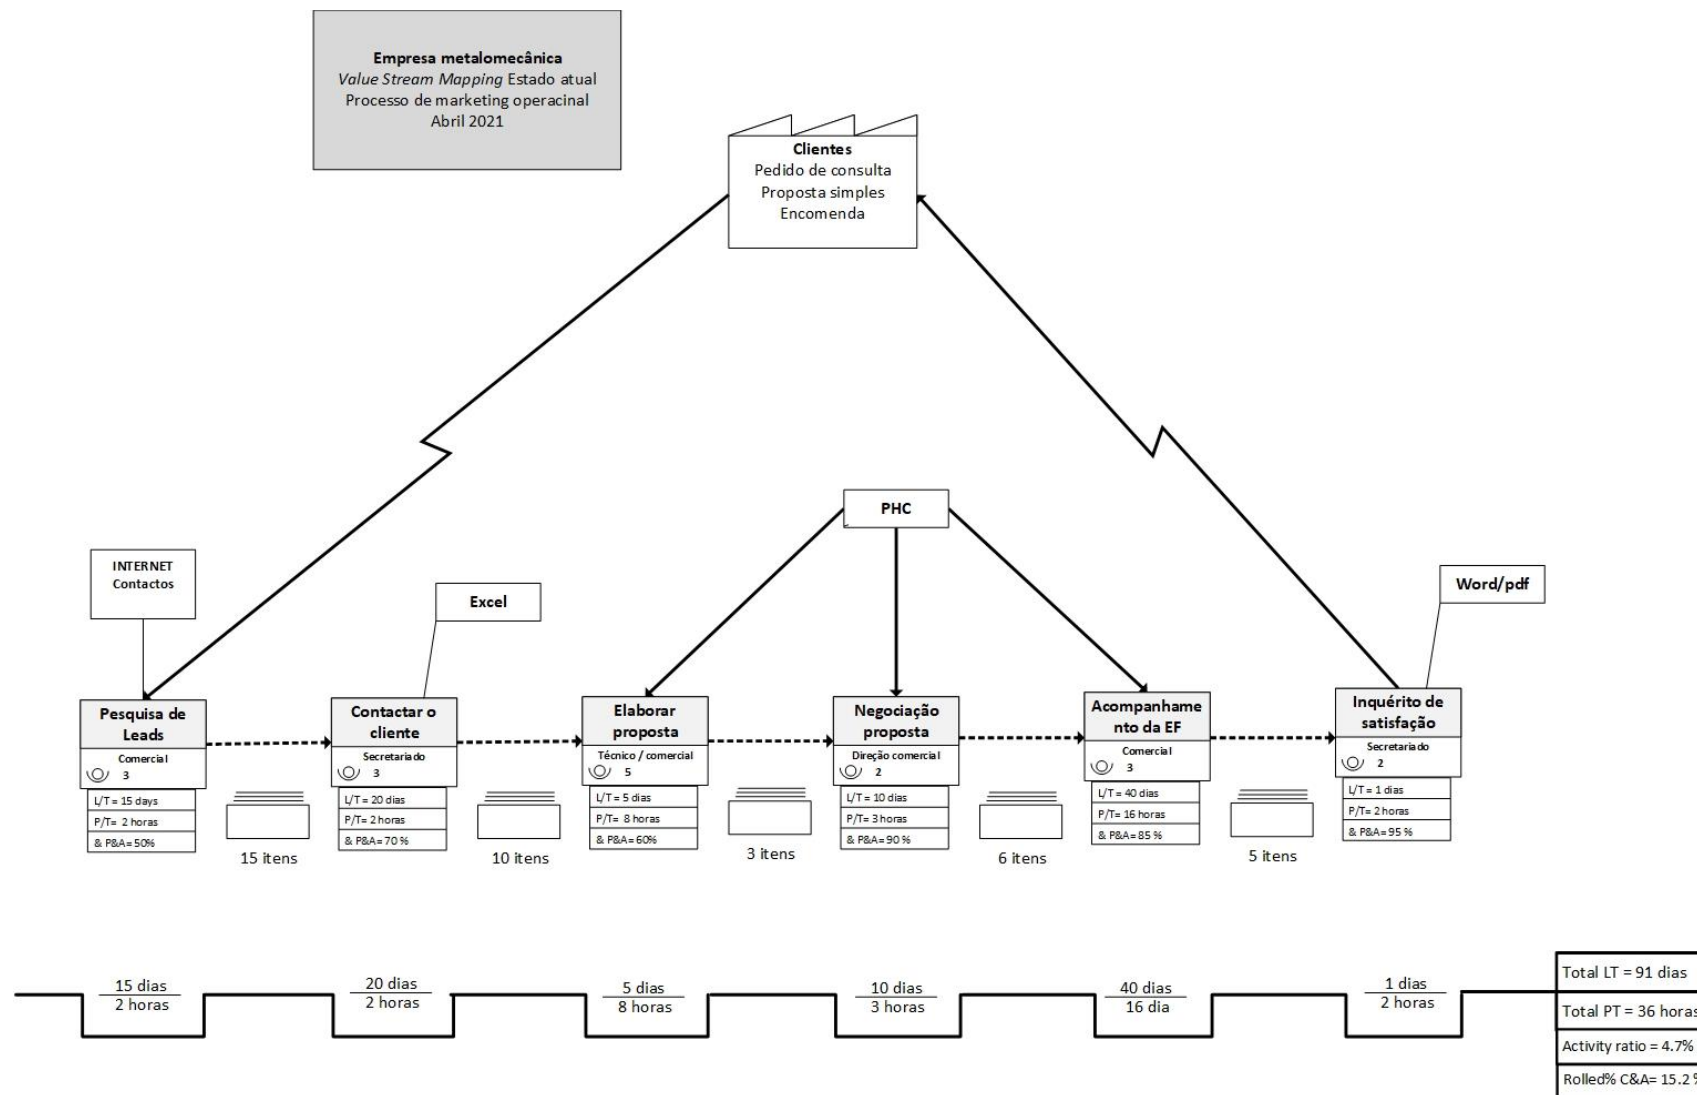 Empresa metalomecânica
Value Stream Mapping Estado atual
Processo de marketing operacinal
Abril 2021
Clientes
Pedido de consulta
Proposta simples
Encomenda
PHC
INTERNET
Contactos
Excel
Word/pdf
Pesquisa de
Leads
Comercial
3
L/T = 15 days
P/T= 2 horas
& P&A= 50%
15 itens
Contactar o
cliente
Secretariado
3
L/T = 20 dias
P/T= 2 horas
& P&A= 70 %
10 itens
Elaborar
proposta
Técnico / comercial
5
L/T = 5 dias
P/T= 8 horas
& P&A= 60%
3 itens
Negociação
proposta
Direção comercial
2
L/T = 10 dias
P/T= 3 horas
& P&A= 90 %
6 itens
Acompanhame
nto da EF
Comercial
3
L/T = 40 dias
P/T= 16 horas
& P&A= 85 %
5 itens
Inquérito de
satisfação
Secretariado
2
L/T = 1 dias
P/T= 2 horas
& P&A= 95 %
15 dias
2 horas
20 dias
2 horas
5 dias
8 horas
10 dias
3 horas
40 dias
16 dia
1 dias
2 horas
Total LT = 91 dias
Total PT = 36 horas
Activity ratio = 4.7%
Rolled% C&A= 15.2 %